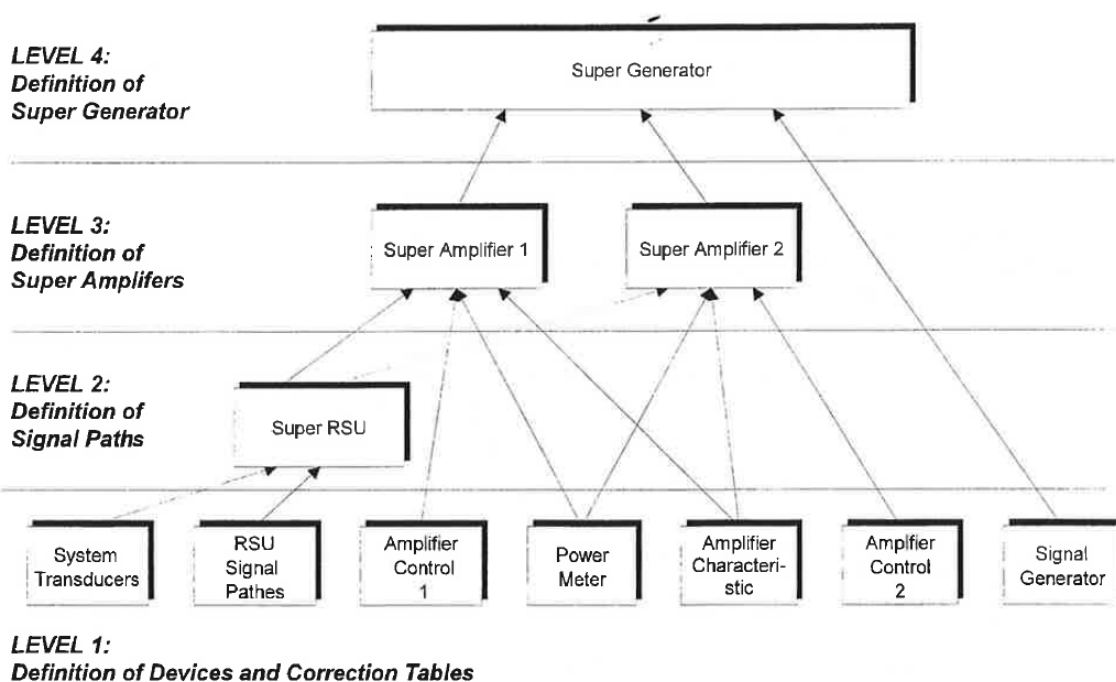 LEVEL 4:
Definition of
Super Generator
Super Generator
LEVEL 3:
Definition of
Super Amplifers
Super Amplifier 1
Super Amplifier 2
LEVEL 2:
Definition of
Signal Paths
Super RSU
System
Transducers
RSU
Signal
Pathes
Amplifier
Control
1
Power
Meter
Amplifier
Characteri-
stic
Amplfier
Control
2
Signal
Generator
LEVEL 1:
Definition of Devices and Correction Tables